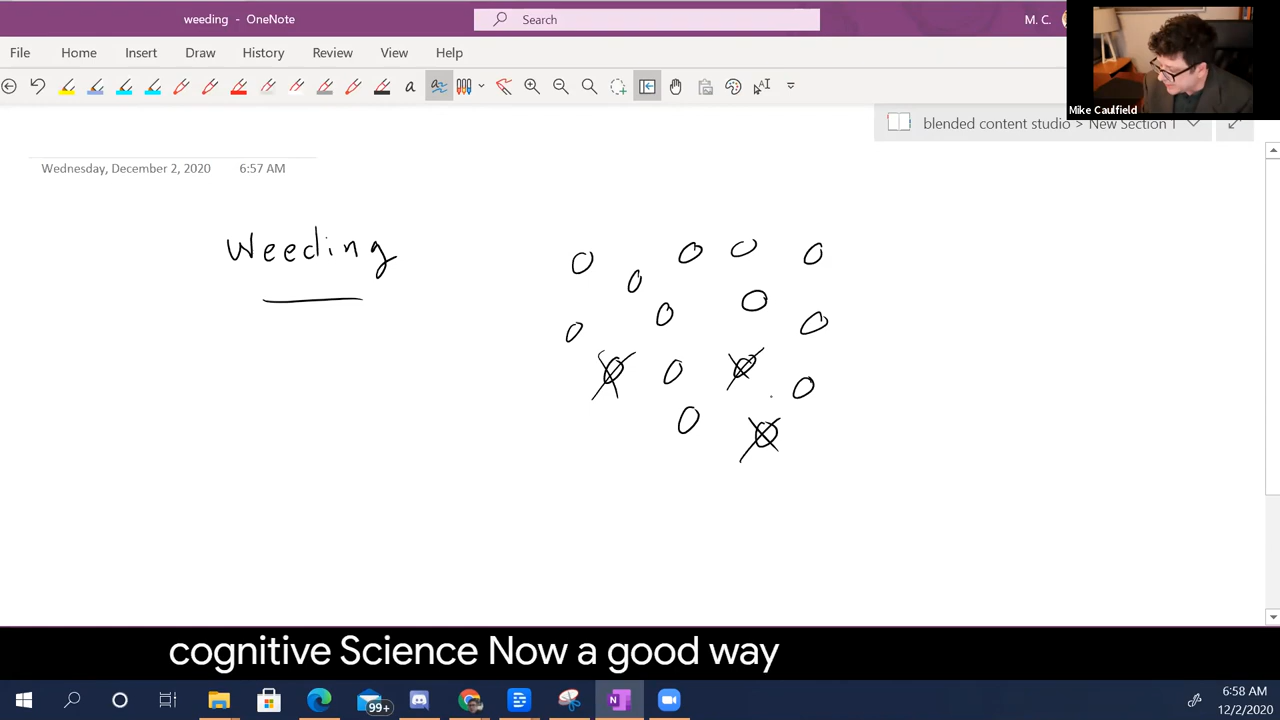 weeding - OneNote
Search
M. C.
File Home Insert Draw History Review View Help
Mike Caulfield
blended content studio > New Section 1
Wednesday, December 2, 2020 6:57 AM
Weeding
cognitive Science Now a good way
99+
6:58 AM
12/2/2020